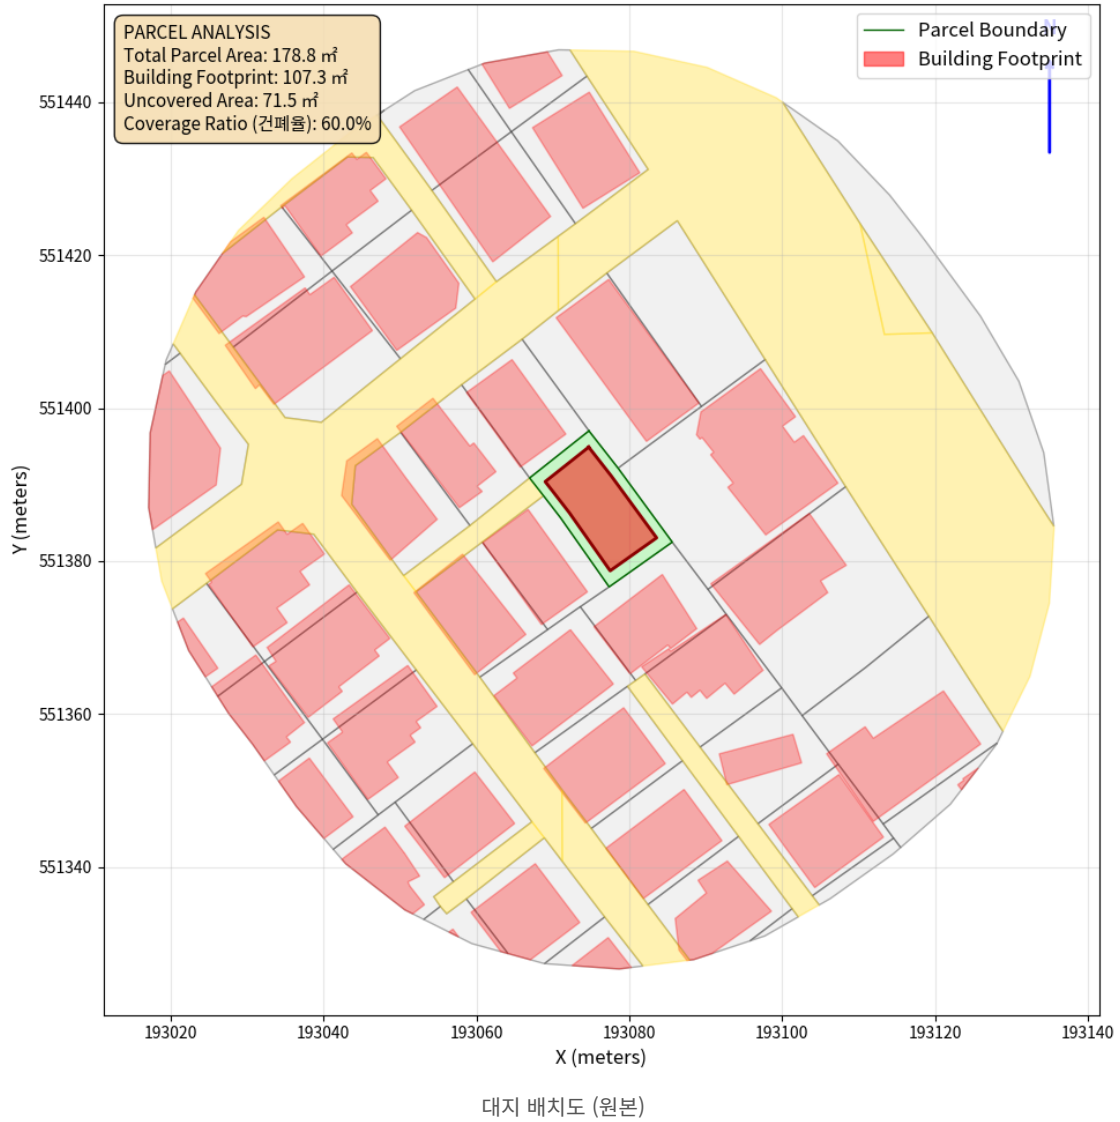 PARCEL ANALYSIS
Total Parcel Area: 178.8 ㎡
Building Footprint: 107.3 ㎡
Uncovered Area: 71.5 ㎡
Coverage Ratio (건폐율): 60.0%
N
Parcel Boundary
Building Footprint
551440
551420
551400
551380
551360
551340
Y (meters)
193020
193040
193060
193080
193100
193120
193140
X (meters)
대지 배치도 (원본)